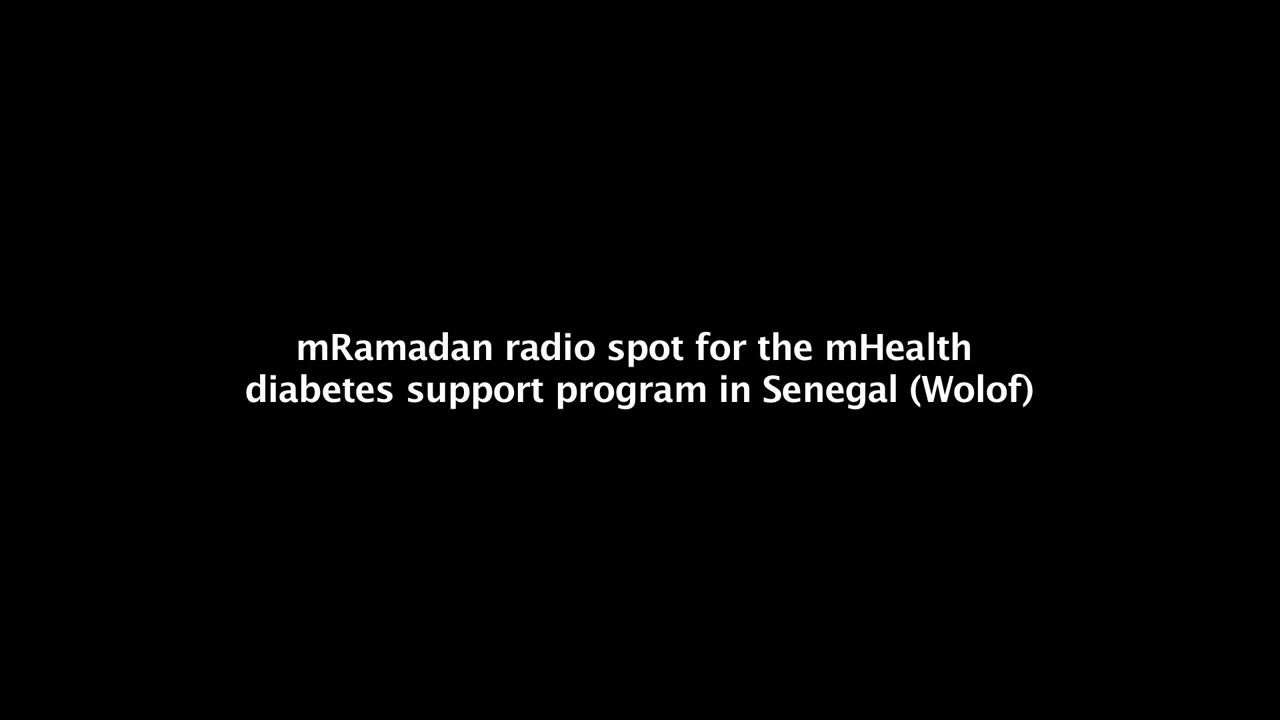 mRamadan radio spot for the mHealth
diabetes support program in Senegal (Wolof)